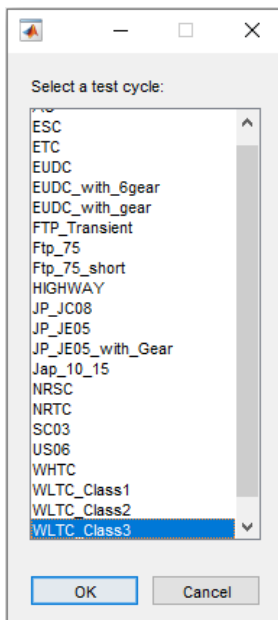 Select a test cycle:
ESC
ETC
EUDC
EUDC_with_6gear
EUDC_with_gear
FTP_Transient
Ftp_75
Ftp_75_short
HIGHWAY
JP_JC08
JP_JE05
JP_JE05_with_Gear
Jap_10_15
NRSC
NRTC
SC03
US06
WHTC
WLTC_Class1
WLTC_Class2
WLTC_Class3
OK
Cancel